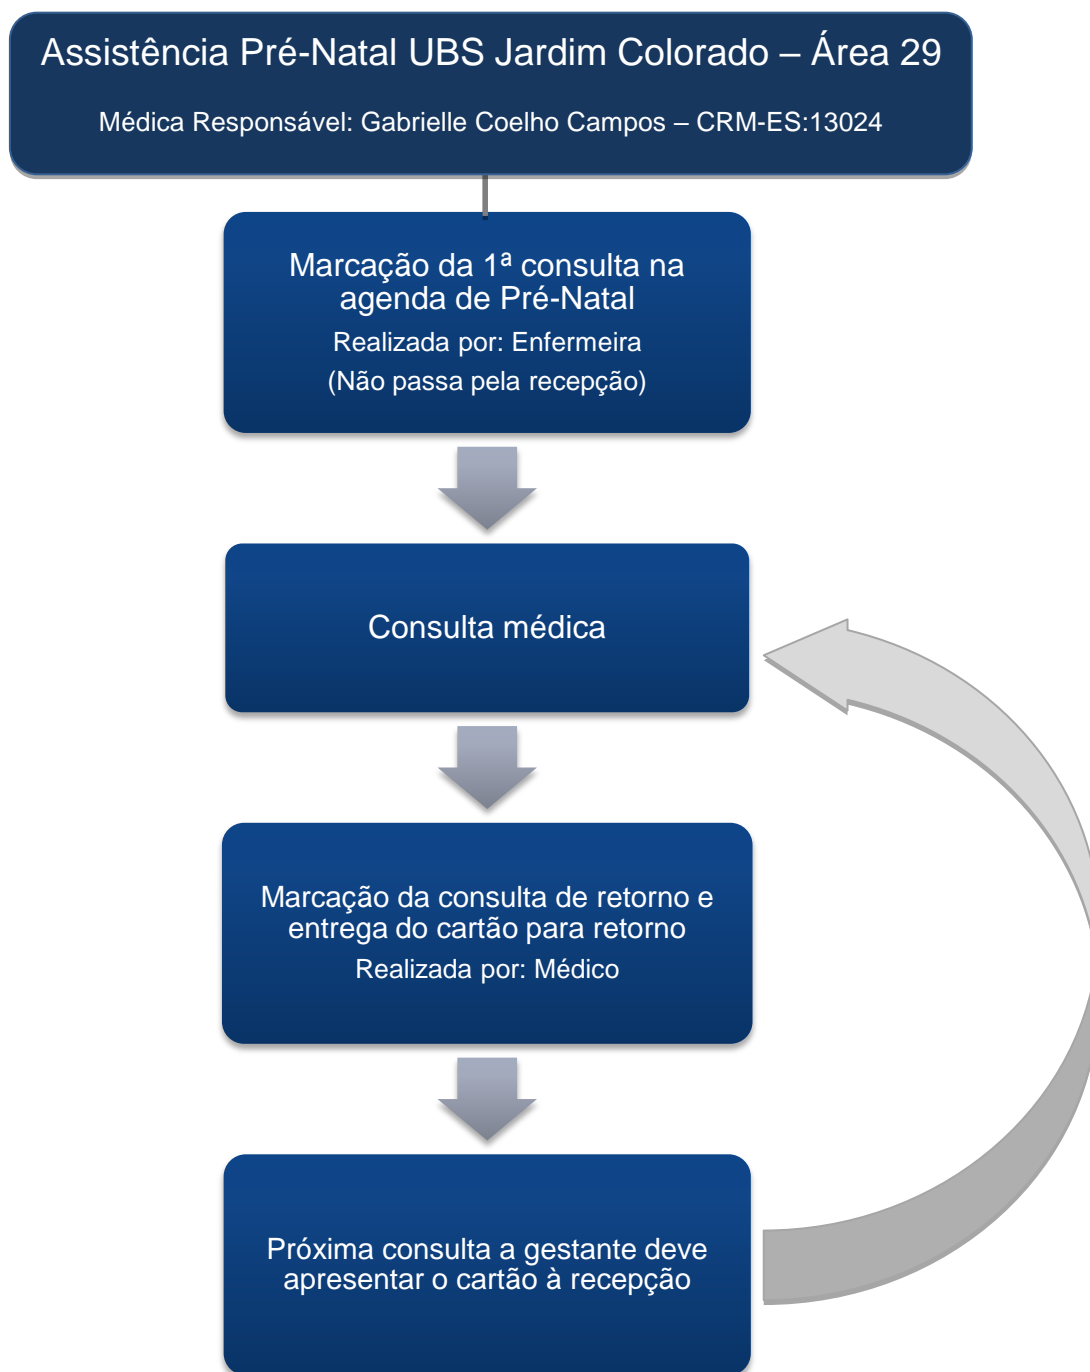 Assistência Pré-Natal UBS Jardim Colorado – Área 29
Médica Responsável: Gabrielle Coelho Campos – CRM-ES:13024
Marcação da 1ª consulta na
agenda de Pré-Natal
Realizada por: Enfermeira
(Não passa pela recepção)
Consulta médica
Marcação da consulta de retorno e
entrega do cartão para retorno
Realizada por: Médico
Próxima consulta a gestante deve
apresentar o cartão à recepção